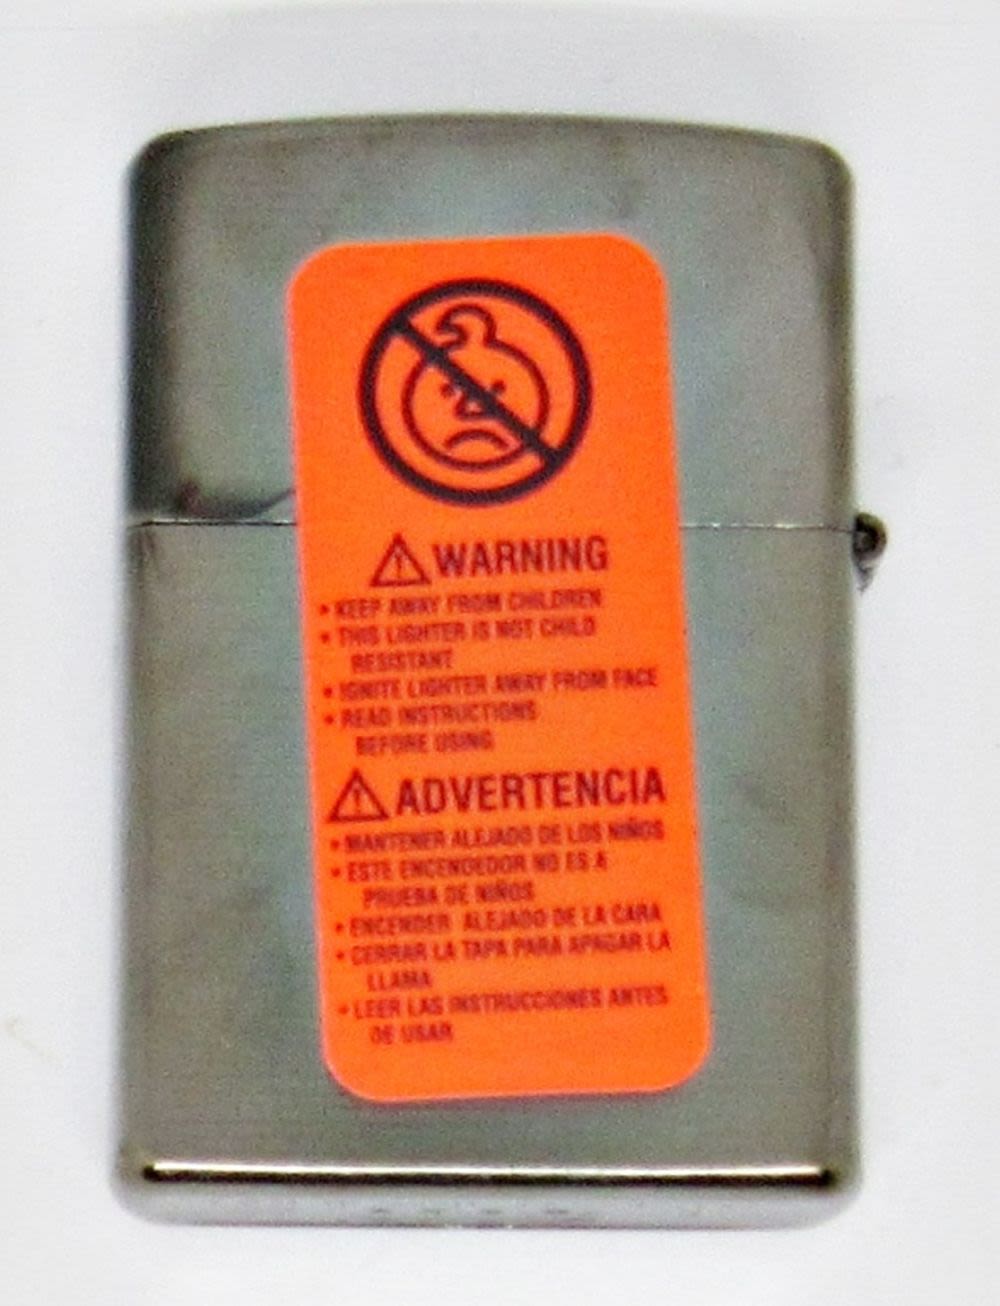 WARNING
• KEEP AWAY FROM CHILDREN
• THIS LIGHTER IS NOT CHILD
RESISTANT
• IGNITE LIGHTER AWAY FROM FACE
• READ INSTRUCTIONS
BEFORE USING
ADVERTENCIA
• MANTENER ALEJADO DE LOS NIÑOS
• ESTE ENCENDEDOR NO ES A
PRUEBA DE NIÑOS
• ENCENDER ALEJADO DE LA CARA
• CERRAR LA TAPA PARA APAGAR LA
LLAMA
• LEER LAS INSTRUCCIONES ANTES
DE USAR